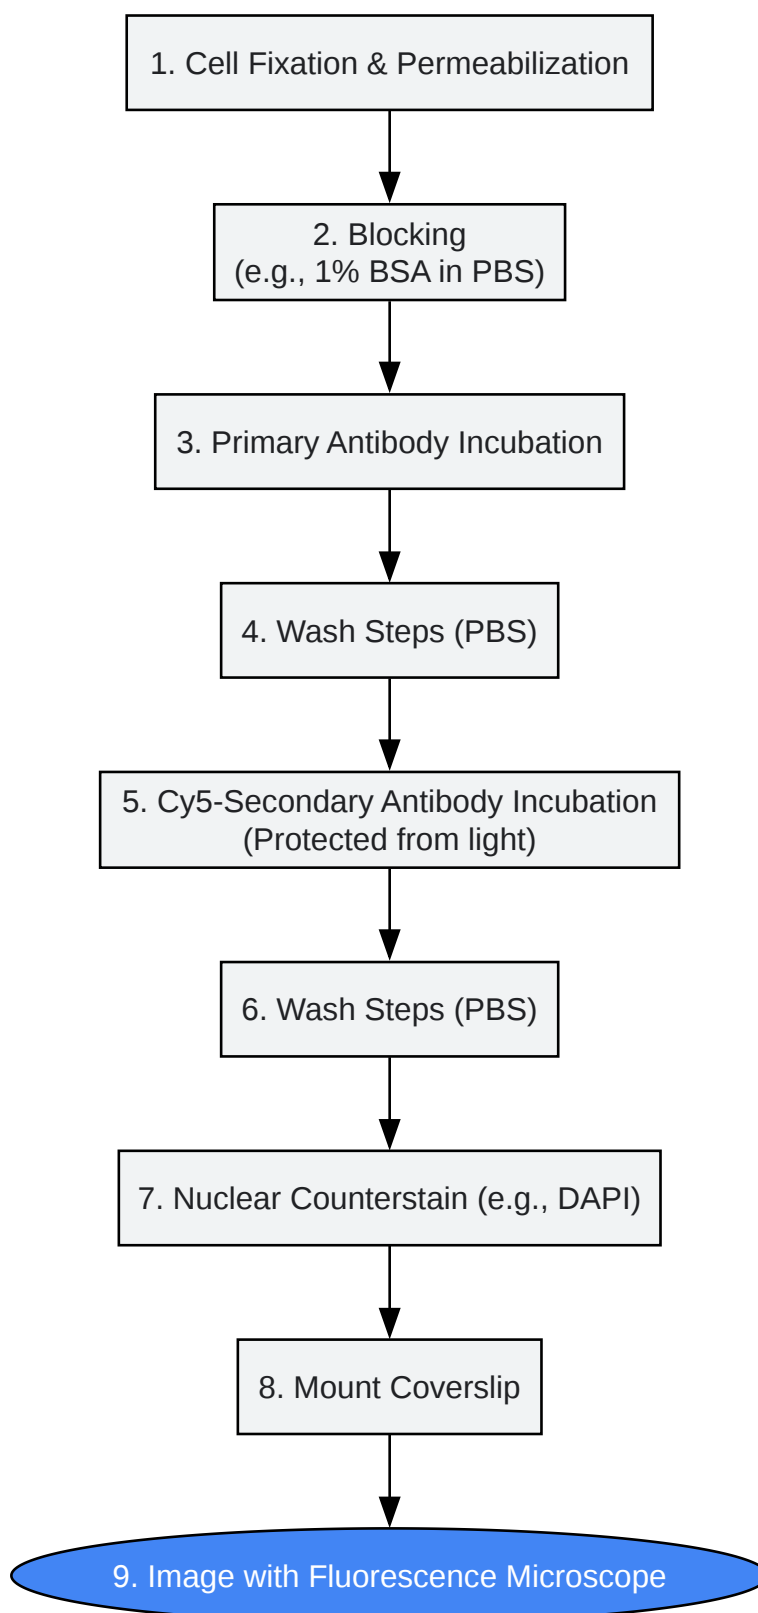 1. Cell Fixation & Permeabilization
2. Blocking
(e.g., 1% BSA in PBS)
3. Primary Antibody Incubation
4. Wash Steps (PBS)
5. Cy5-Secondary Antibody Incubation
(Protected from light)
6. Wash Steps (PBS)
7. Nuclear Counterstain (e.g., DAPI)
8. Mount Coverslip
9. Image with Fluorescence Microscope